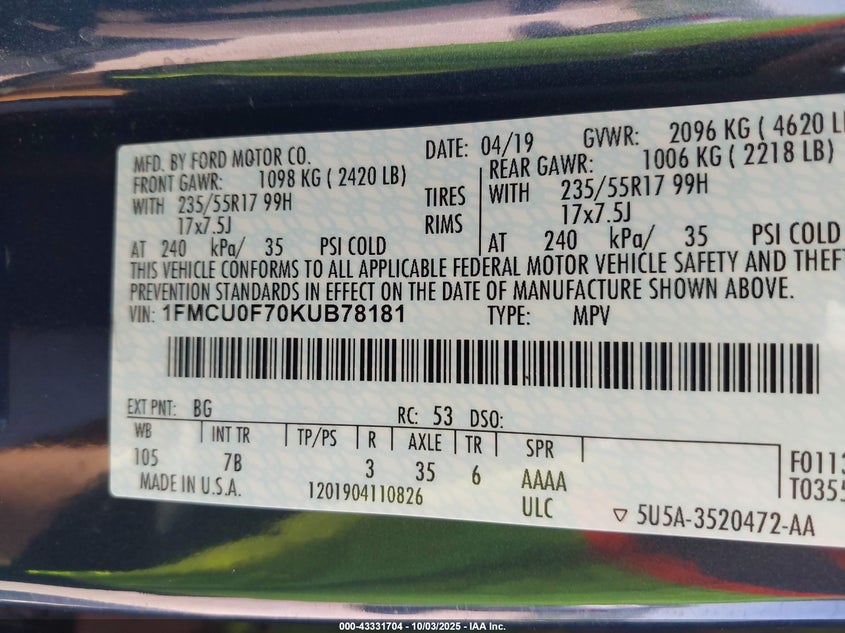 MFD. BY FORD MOTOR CO. DATE: 04/19 GVWR: 2096 KG ( 4620 L
FRONT GAWR: 1098 KG ( 2420 LB) REAR GAWR: 1006 KG ( 2218 LB)
WITH 235/55R17 99H TIRES WITH 235/55R17 99H
17x7.5J RIMS 17x7.5J
AT 240 kPa/ 35 PSI COLD AT 240 kPa/ 35 PSI COLD
THIS VEHICLE CONFORMS TO ALL APPLICABLE FEDERAL MOTOR VEHICLE SAFETY AND THEFT
PREVENTION STANDARDS IN EFFECT ON THE DATE OF MANUFACTURE SHOWN ABOVE.
VIN: 1FMCU0F70KUB78181 TYPE: MPV
EXT PNT: BG RC: 53 DSO:
WB INT TR TP/PS R AXLE TR SPR
105 7B 3 35 6 AAAA F0113
MADE IN U.S.A. 1201904110826 ULC T0355
▽ 5U5A-3520472-AA
000-43331704 - 10/03/2025 - IAA Inc.